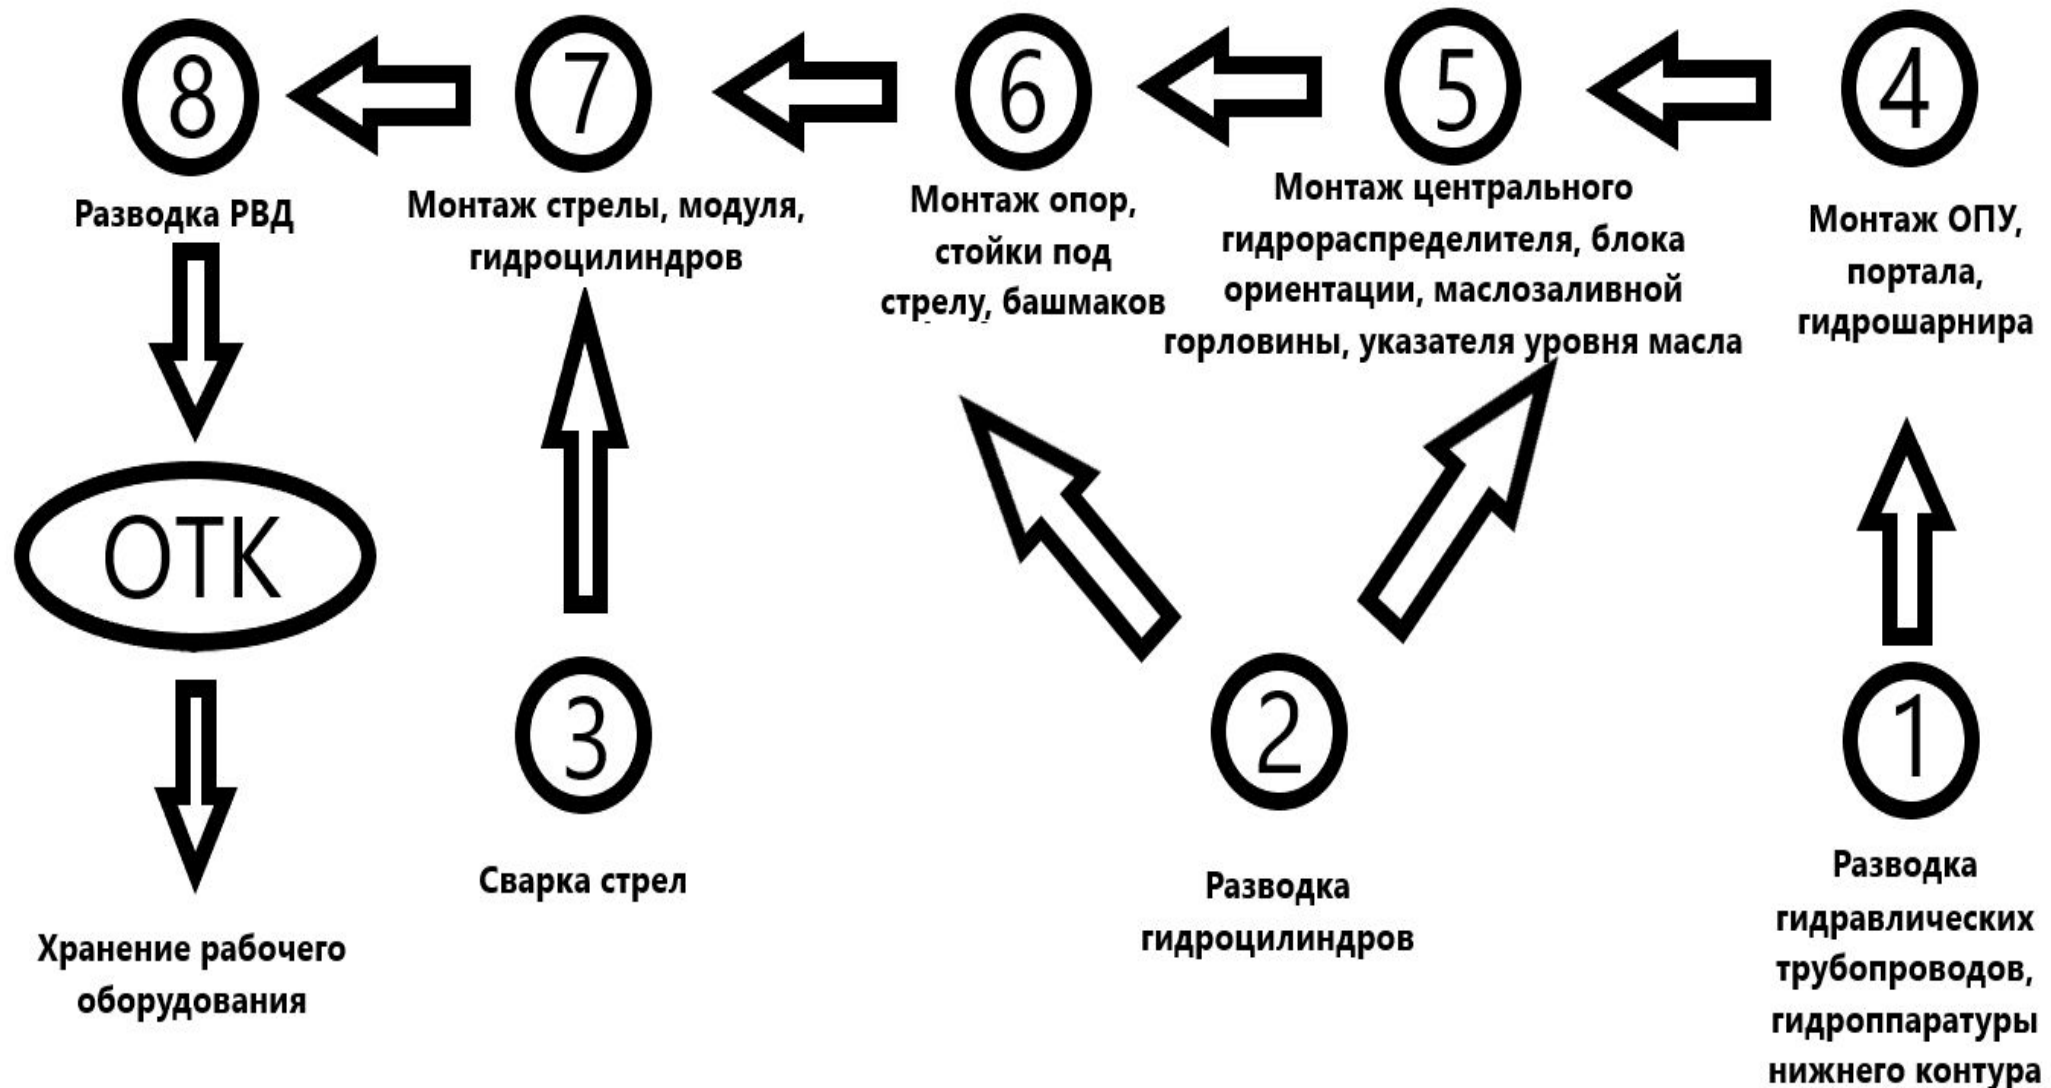 8
7
6
5
4
Разводка РВД
Монтаж стрелы, модуля,
гидроцилиндров
Монтаж опор,
стойки под
стрелу, башмаков
Монтаж центрального
гидрораспределителя, блока
ориентации, маслозаливной
горловины, указателя уровня масла
Монтаж ОПУ,
портала,
гидрошарнира
ОТК
3
2
1
Хранение рабочего
оборудования
Сварка стрел
Разводка
гидроцилиндров
Разводка
гидравлических
трубопроводов,
гидроппаратуры
нижнего контура